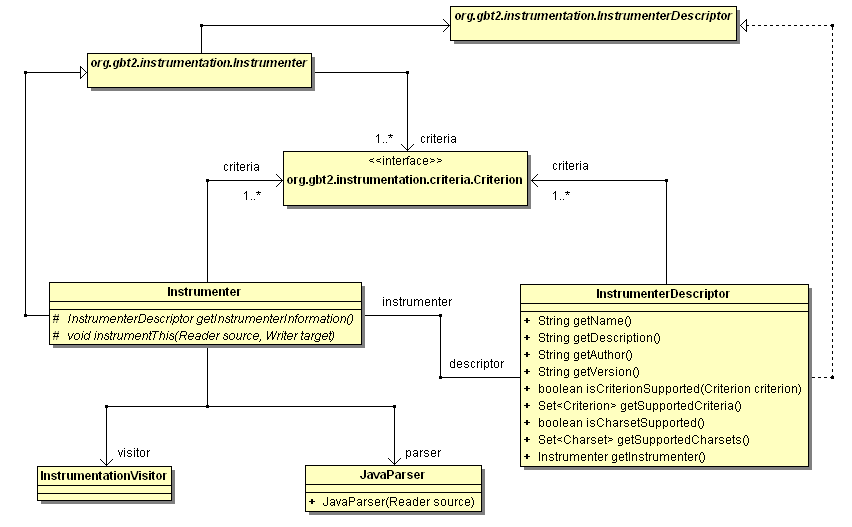 org.gbt2.instrumentation.InstrumenterDescriptor
org.gbt2.instrumentation.Instrumenter
1..*
criteria
<<interface>>
org.gbt2.instrumentation.criteria.Criterion
criteria
1..*
criteria
1..*
Instrumenter
# InstrumenterDescriptor getInstrumenterInformation()
# void instrumentThis(Reader source, Writer target)
instrumenter
descriptor
InstrumenterDescriptor
+ String getName()
+ String getDescription()
+ String getAuthor()
+ String getVersion()
+ boolean isCriterionSupported(Criterion criterion)
+ Set<Criterion> getSupportedCriteria()
+ boolean isCharsetSupported()
+ Set<Charset> getSupportedCharsets()
+ Instrumenter getInstrumenter()
visitor
parser
InstrumentationVisitor
JavaParser
+ JavaParser(Reader source)